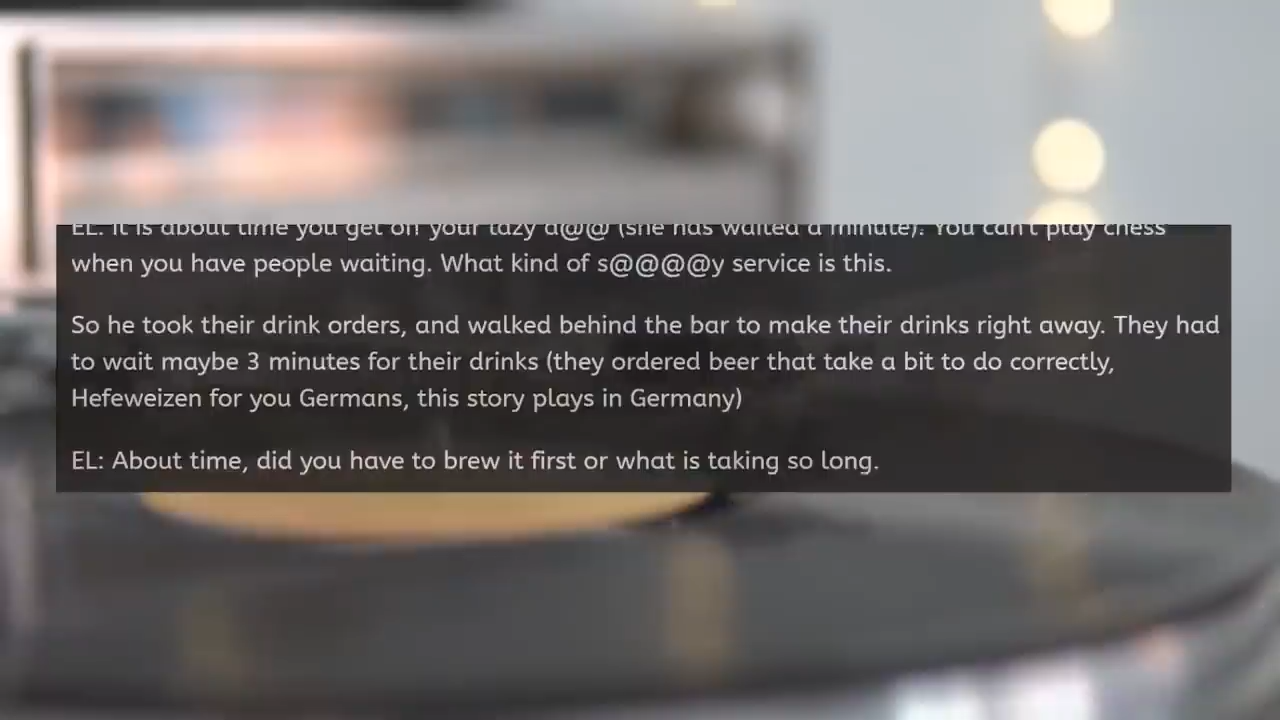 EL: It is about time you get off your lazy a@@ (she has waited a minute). You can't play chess
when you have people waiting. What kind of s@@@@y service is this.
So he took their drink orders, and walked behind the bar to make their drinks right away. They had
to wait maybe 3 minutes for their drinks (they ordered beer that take a bit to do correctly,
Hefeweizen for you Germans, this story plays in Germany)
EL: About time, did you have to brew it first or what is taking so long.